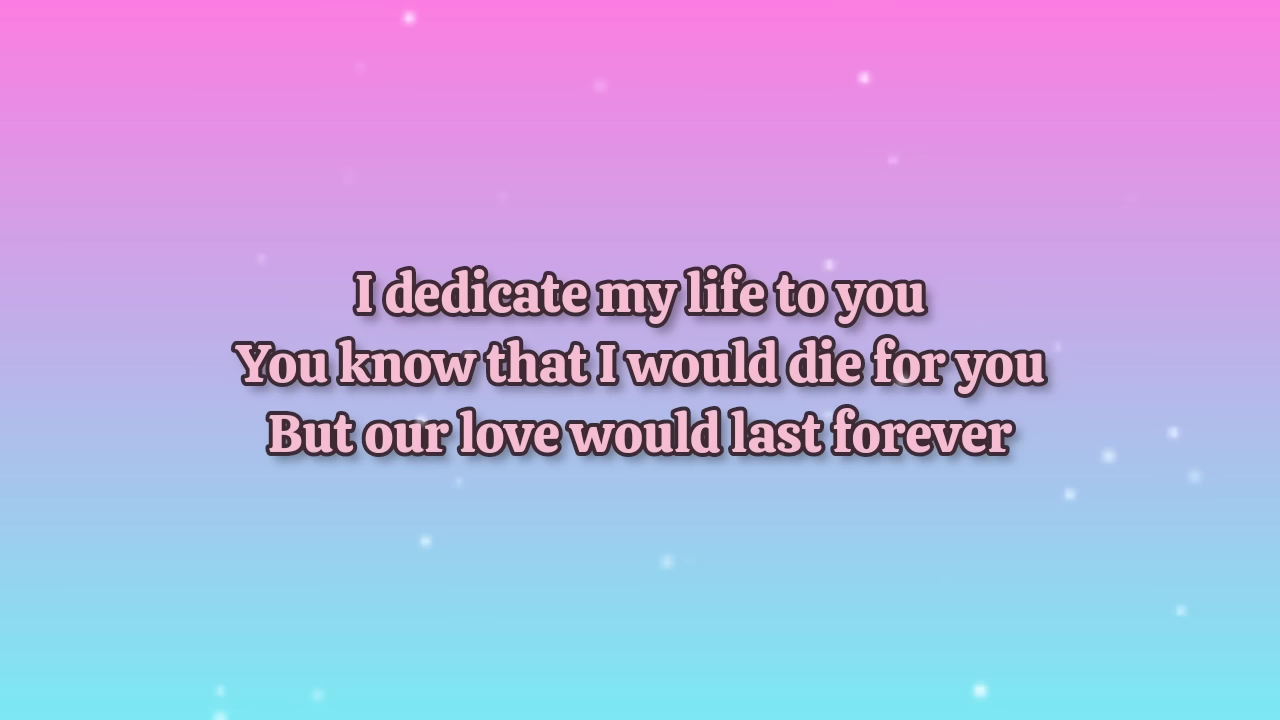 I dedicate my life to you
You know that I would die for you
But our love would last forever